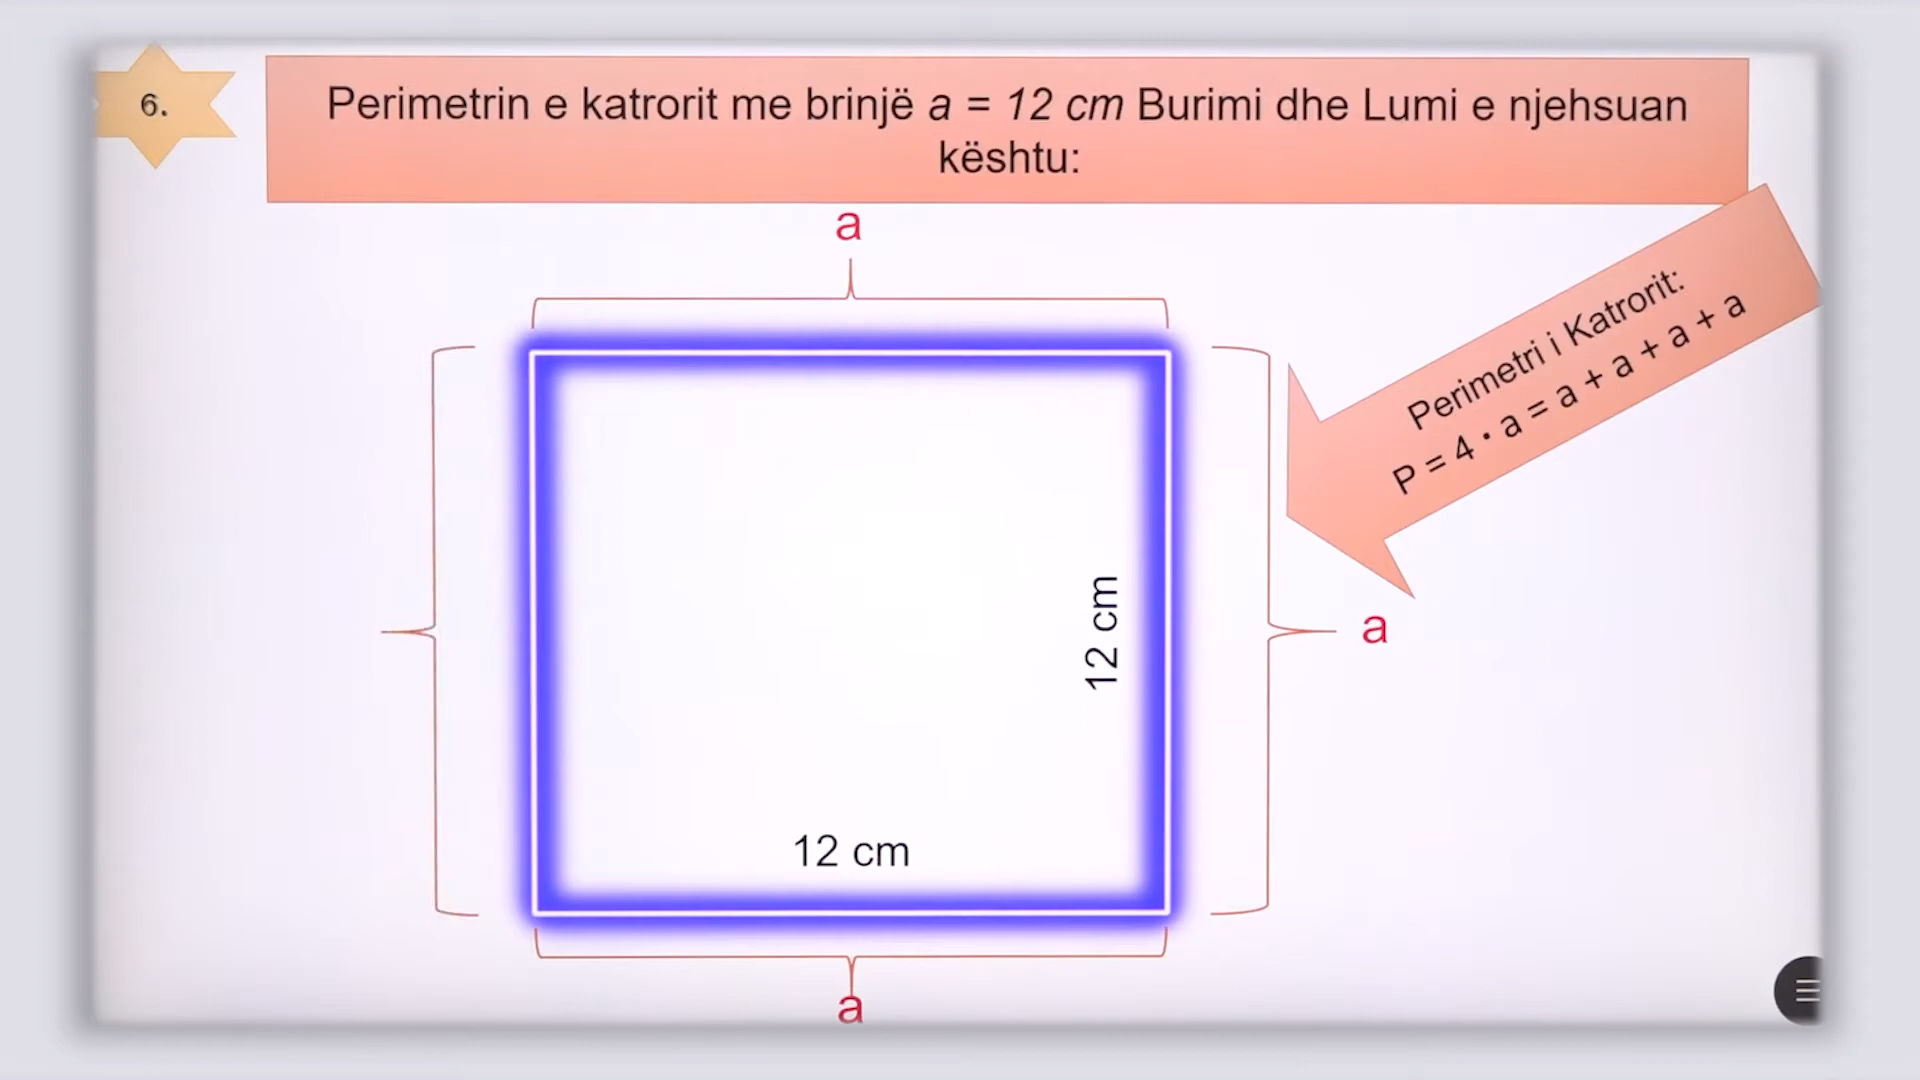 6.
Perimetrin e katrorit me brinjë a = 12 cm Burimi dhe Lumi e njehsuan
kështu:
a
Perimetri i Katrorit:
P = 4 · a = a + a + a + a
12 cm
a
12 cm
a